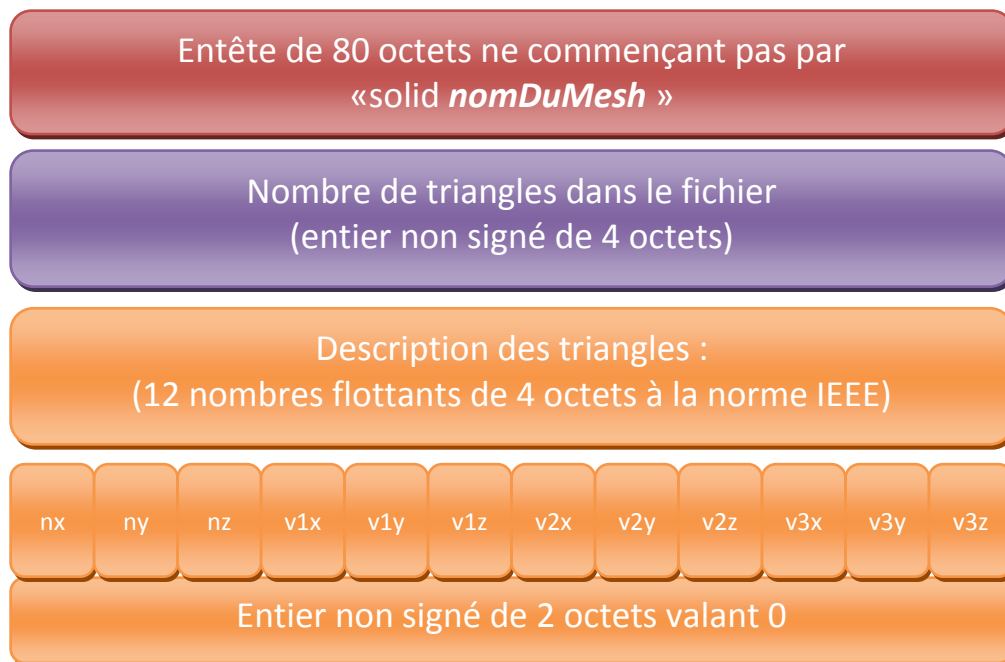 Entête de 80 octets ne commençant pas par
«solid nomDuMesh »
Nombre de triangles dans le fichier
(entier non signé de 4 octets)
Description des triangles :
(12 nombres flottants de 4 octets à la norme IEEE)
nx ny nz v1x v1y v1z v2x v2y v2z v3x v3y v3z
Entier non signé de 2 octets valant 0